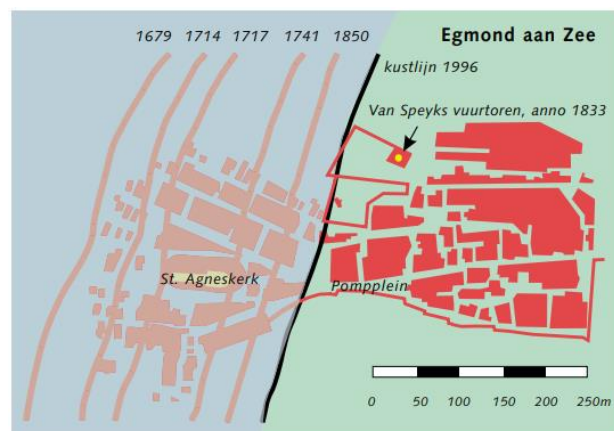 Egmond aan Zee
1679 1714 1717 1741 1850
kustlijn 1996
Van Speyks vuurtoren, anno 1833
St. Agneskerk
Pompplein
0 50 100 150 200 250m